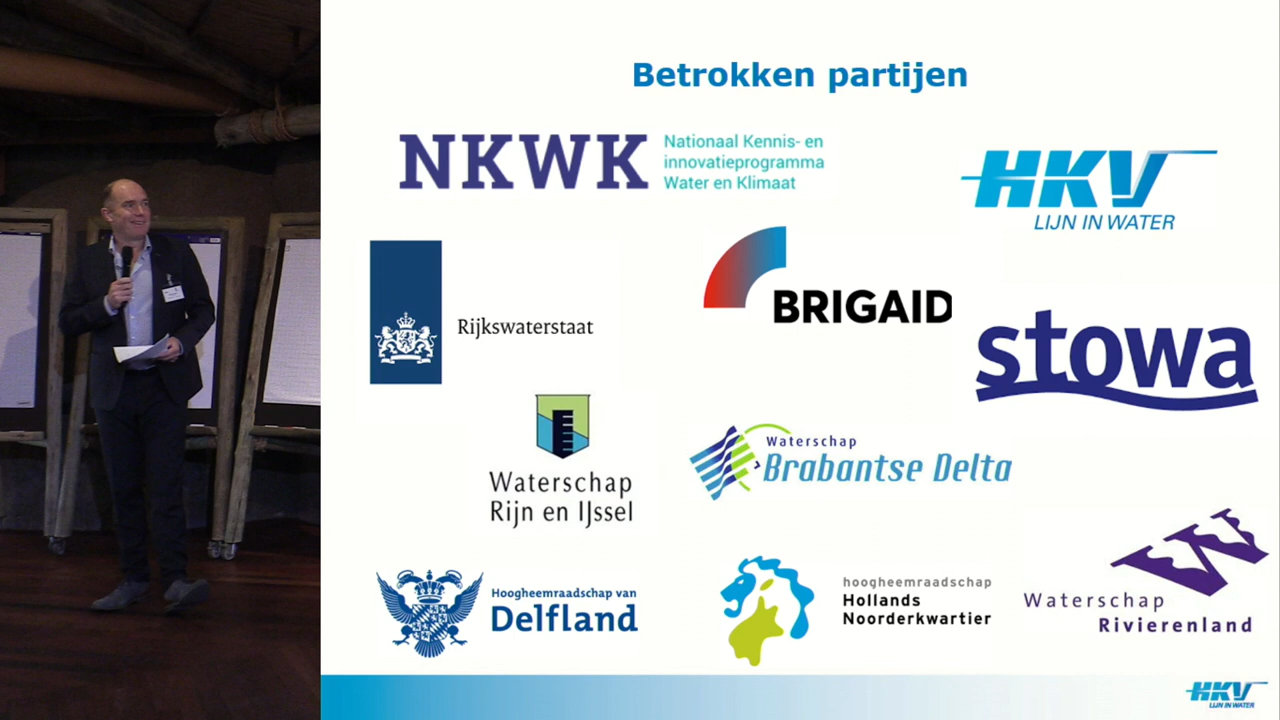 Betrokken partijen
NKWK
Nationaal Kennis- en
innovatieprogramma
Water en Klimaat
HKV
LIJN IN WATER
Rijkswaterstaat
BRIGAID
stowa
Waterschap
Rijn en IJssel
Waterschap
Brabantse Delta
Hoogheemraadschap van
Delfland
hoogheemraadschap
Hollands
Noorderkwartier
Waterschap
Rivierenland
HKV
LIJN IN WATER